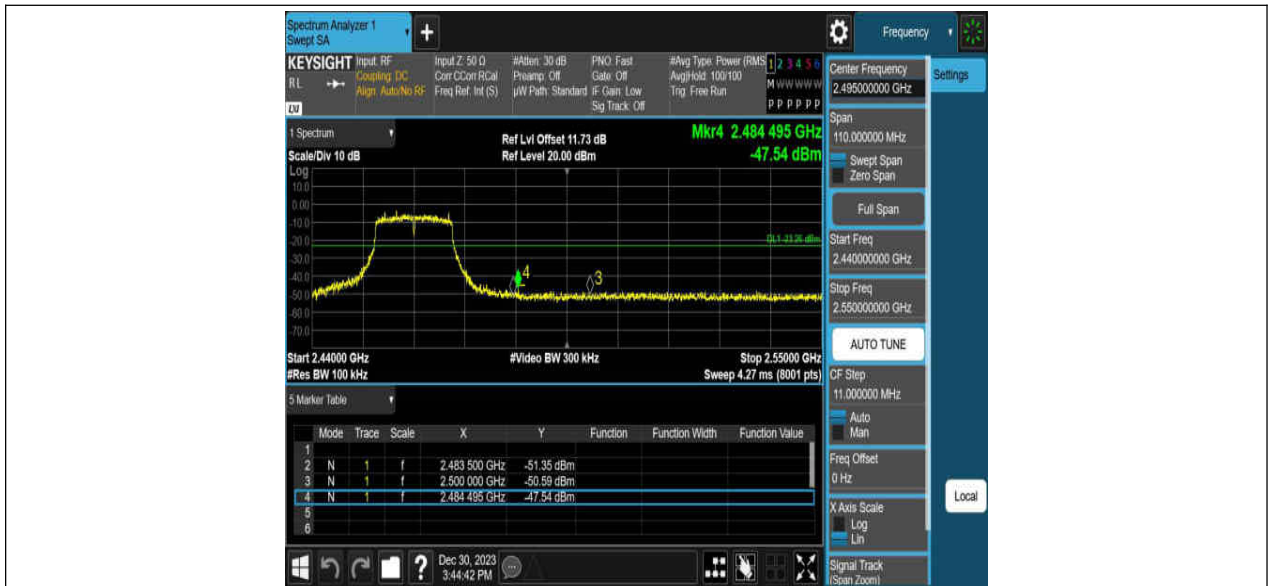 Spectrum Analyzer 1
Swept SA
+
Frequency
KEYSIGHT
RL
LXI
Input: RF
Coupling: DC
Align: Auto/No RF
Input Z: 50 Ω
Corr CCorr RCal
Freq Ref: Int (S)
#Atten: 30 dB
Preamp: Off
µW Path: Standard
PNO: Fast
Gate: Off
IF Gain: Low
Sig Track: Off
#Avg Type: Power (RMS
Avg|Hold: 100/100
Trig: Free Run
1 2 3 4 5 6
M W W W W W
P P P P P P
Center Frequency
2.495000000 GHz
Settings
Span
110.000000 MHz
Swept Span
Zero Span
Full Span
Start Freq
2.440000000 GHz
Stop Freq
2.550000000 GHz
AUTO TUNE
CF Step
11.000000 MHz
Auto
Man
Freq Offset
0 Hz
X Axis Scale
Log
Lin
Signal Track
(Span Zoom)
Local
1 Spectrum
Scale/Div 10 dB
Ref Lvl Offset 11.73 dB
Ref Level 20.00 dBm
Mkr4 2.484 495 GHz
-47.54 dBm
Log
10.0
0.00
-10.0
-20.0
-30.0
-40.0
-50.0
-60.0
-70.0
DL1 -23.26 dBm
4
3
Start 2.44000 GHz
#Res BW 100 kHz
#Video BW 300 kHz
Stop 2.55000 GHz
Sweep 4.27 ms (8001 pts)
5 Marker Table
Mode Trace Scale X Y Function Function Width Function Value
1
2 N 1 f 2.483 500 GHz -51.35 dBm
3 N 1 f 2.500 000 GHz -50.59 dBm
4 N 1 f 2.484 495 GHz -47.54 dBm
5
6
?
Dec 30, 2023
3:44:42 PM